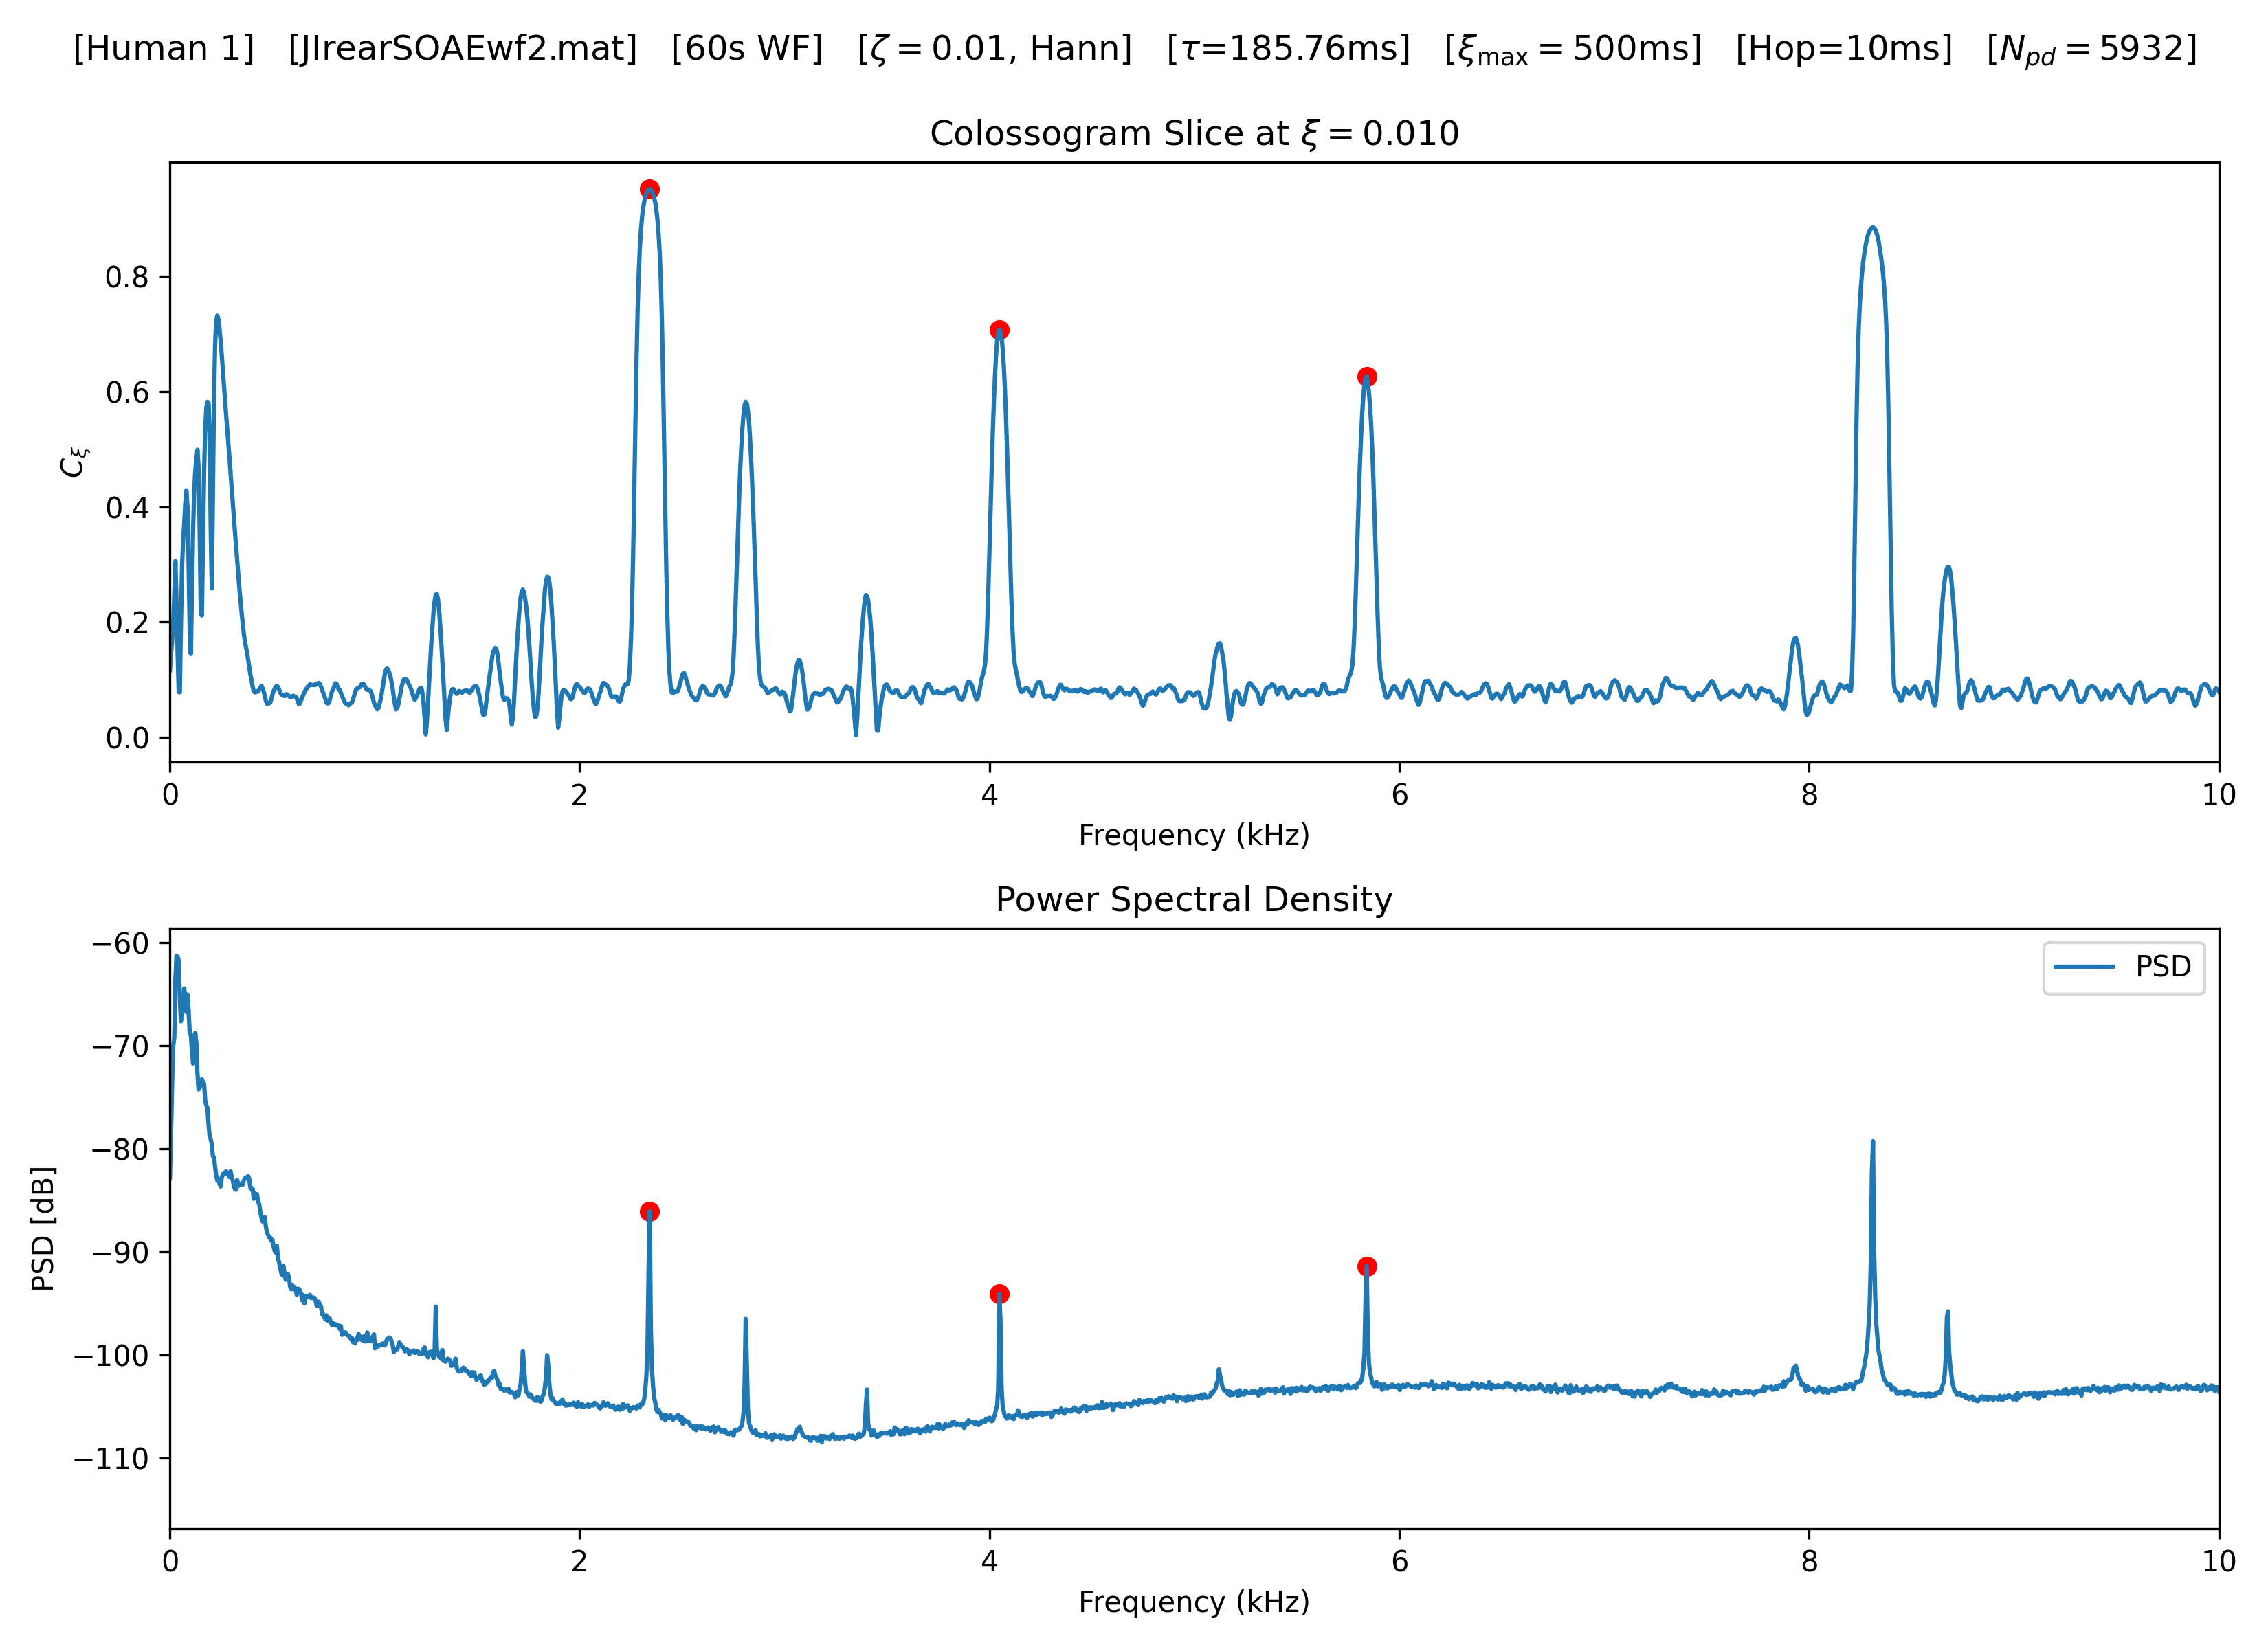 [Human 1]   [JIrearSOAEwf2.mat]   [60s WF]   [ζ = 0.01, Hann]   [τ=185.76ms]   [ξmax = 500ms]   [Hop=10ms]   [Npd = 5932]
Colossogram Slice at ξ = 0.010
0.8
0.6
0.4
0.2
0.0
Cξ
0 2 4 6 8 10
Frequency (kHz)
Power Spectral Density
−60
−70
−80
−90
−100
−110
PSD [dB]
PSD
0 2 4 6 8 10
Frequency (kHz)